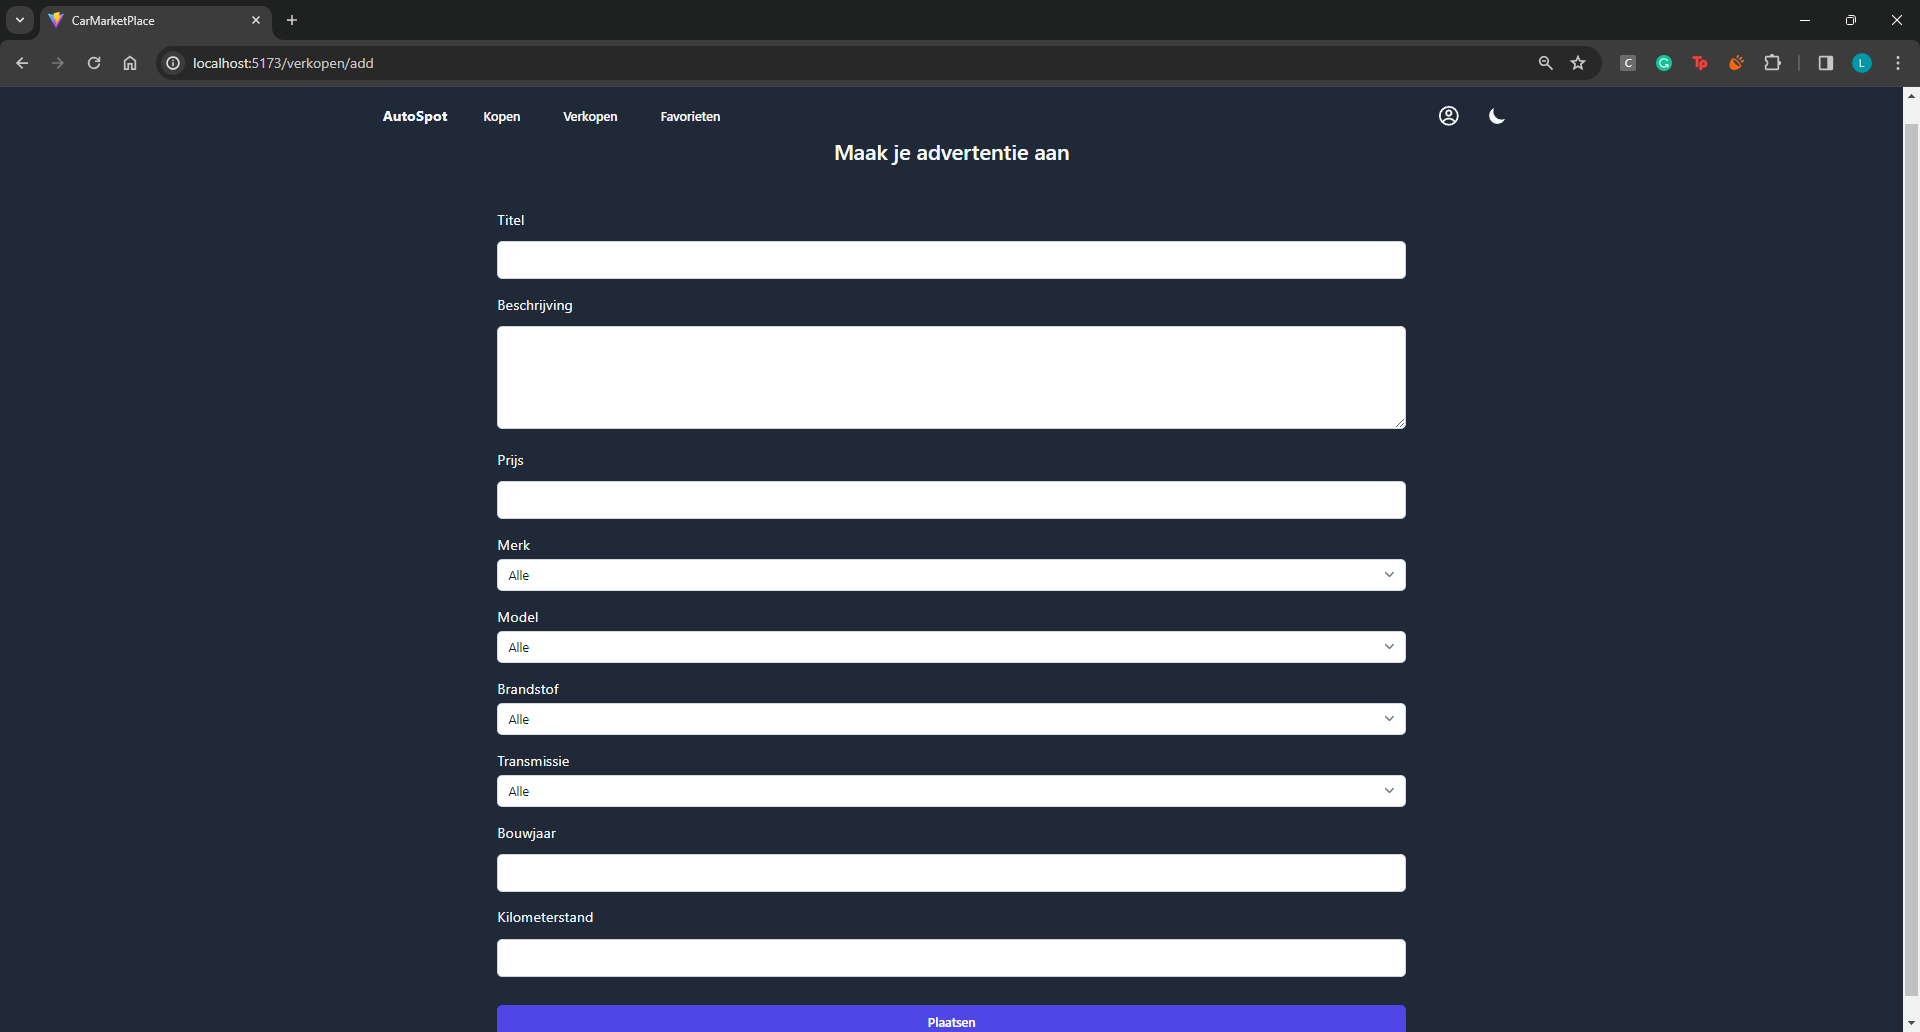 CarMarketPlace
localhost:5173/verkopen/add
C
G
Tp
L
AutoSpot Kopen Verkopen Favorieten
Maak je advertentie aan
Titel
Beschrijving
Prijs
Merk
Alle
Model
Alle
Brandstof
Alle
Transmissie
Alle
Bouwjaar
Kilometerstand
Plaatsen